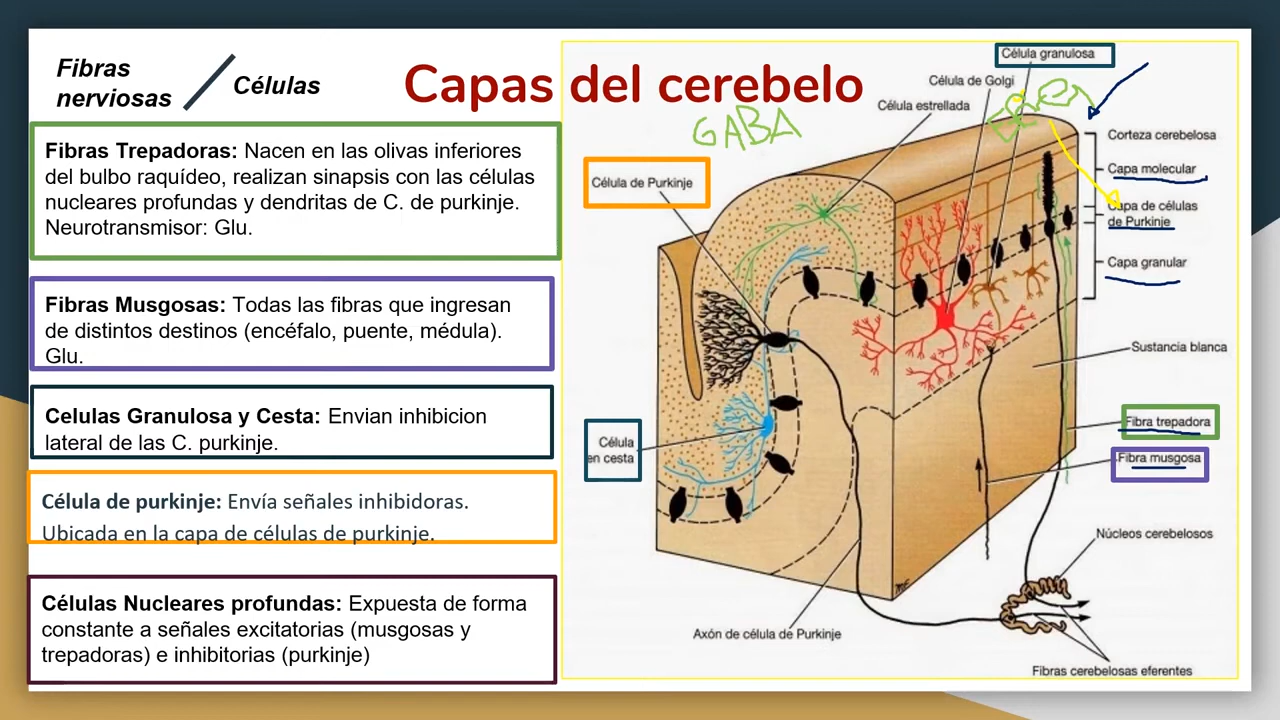 Fibras
nerviosas
Células
Capas del cerebelo
Fibras Trepadoras: Nacen en las olivas inferiores
del bulbo raquídeo, realizan sinapsis con las células
nucleares profundas y dendritas de C. de purkinje.
Neurotransmisor: Glu.
Fibras Musgosas: Todas las fibras que ingresan
de distintos destinos (encéfalo, puente, médula).
Glu.
Celulas Granulosa y Cesta: Envian inhibicion
lateral de las C. purkinje.
Célula de purkinje: Envía señales inhibidoras.
Ubicada en la capa de células de purkinje.
Células Nucleares profundas: Expuesta de forma
constante a señales excitatorias (musgosas y
trepadoras) e inhibitorias (purkinje)
GABA
Célula granulosa
Célula de Golgi
Célula estrellada
Célula de Purkinje
Corteza cerebelosa
Capa molecular
Capa de células
de Purkinje
Capa granular
Sustancia blanca
Fibra trepadora
Fibra musgosa
Célula
en cesta
Núcleos cerebelosos
Axón de célula de Purkinje
Fibras cerebelosas eferentes